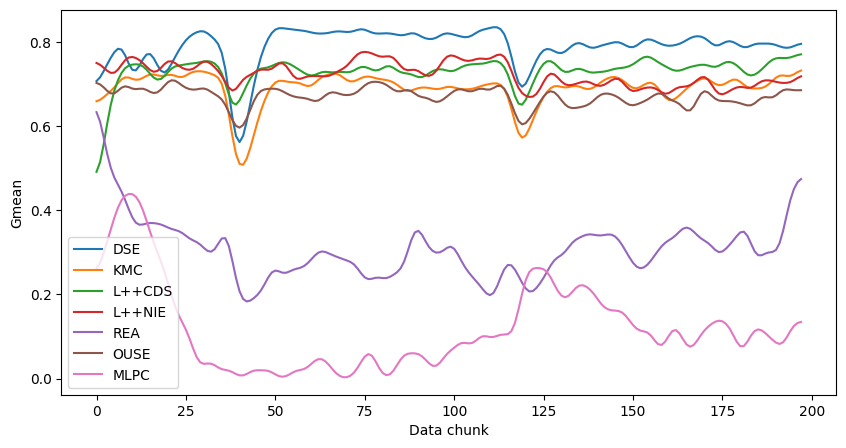 0.8
0.6
0.4
0.2
0.0
Gmean
DSE
KMC
L++CDS
L++NIE
REA
OUSE
MLPC
0 25 50 75 100 125 150 175 200
Data chunk